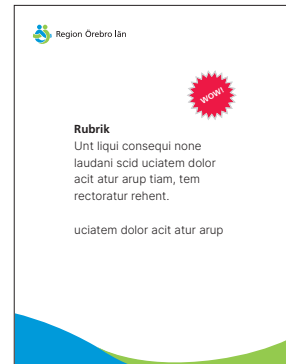 Region Örebro län
WOW!
Rubrik
Unt liqui consequi none
laudani scid uciatem dolor
acit atur arup tiam, tem
rectoratur rehent.
uciatem dolor acit atur arup